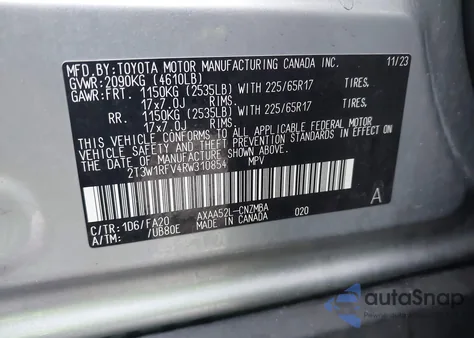 MFD.BY:TOYOTA MOTOR MANUFACTURING CANADA INC. 11/23
GVWR:2090KG (4610LB)
GAWR:FRT. 1150KG (2535LB) WITH 225/65R17 TIRES.
17x7.0J RIMS.
RR. 1150KG (2535LB) WITH 225/65R17 TIRES.
17x7.0J RIMS.
THIS VEHICLE CONFORMS TO ALL APPLICABLE FEDERAL MOTOR
VEHICLE SAFETY STANDARDS IN EFFECT ON THE DATE OF
MANUFACTURE SHOWN ABOVE.
2T3W1RFV4RW310854 MPV
A
C/TR:1D6/FA20 AXAA52L-CNZMBA 020
A/TM: /UB80E MADE IN CANADA
autoSnap